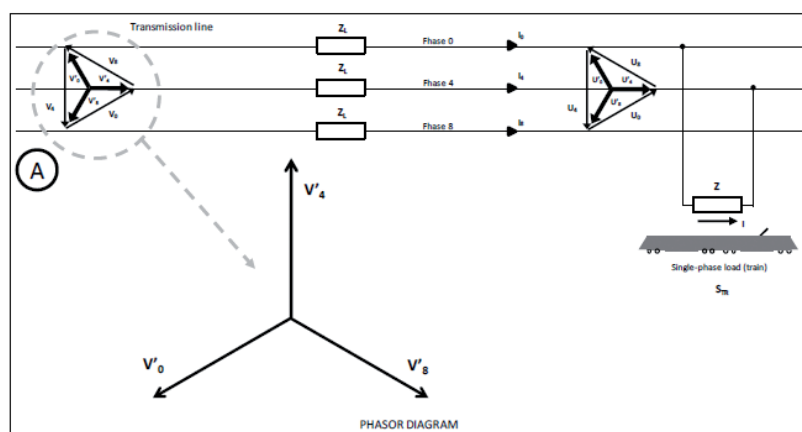 Transmission line
Z_L
Phase 0
I_0
V_8
V'_0
V'_4
V'_8
V_4
V_0
Z_L
Phase 4
I_4
Z_L
Phase 8
I_8
U_8
U'_0
U'_4
U'_8
U_4
U_0
A
Z
I
Single-phase load (train)
S_TR
V'_4
V'_0
V'_8
PHASOR DIAGRAM